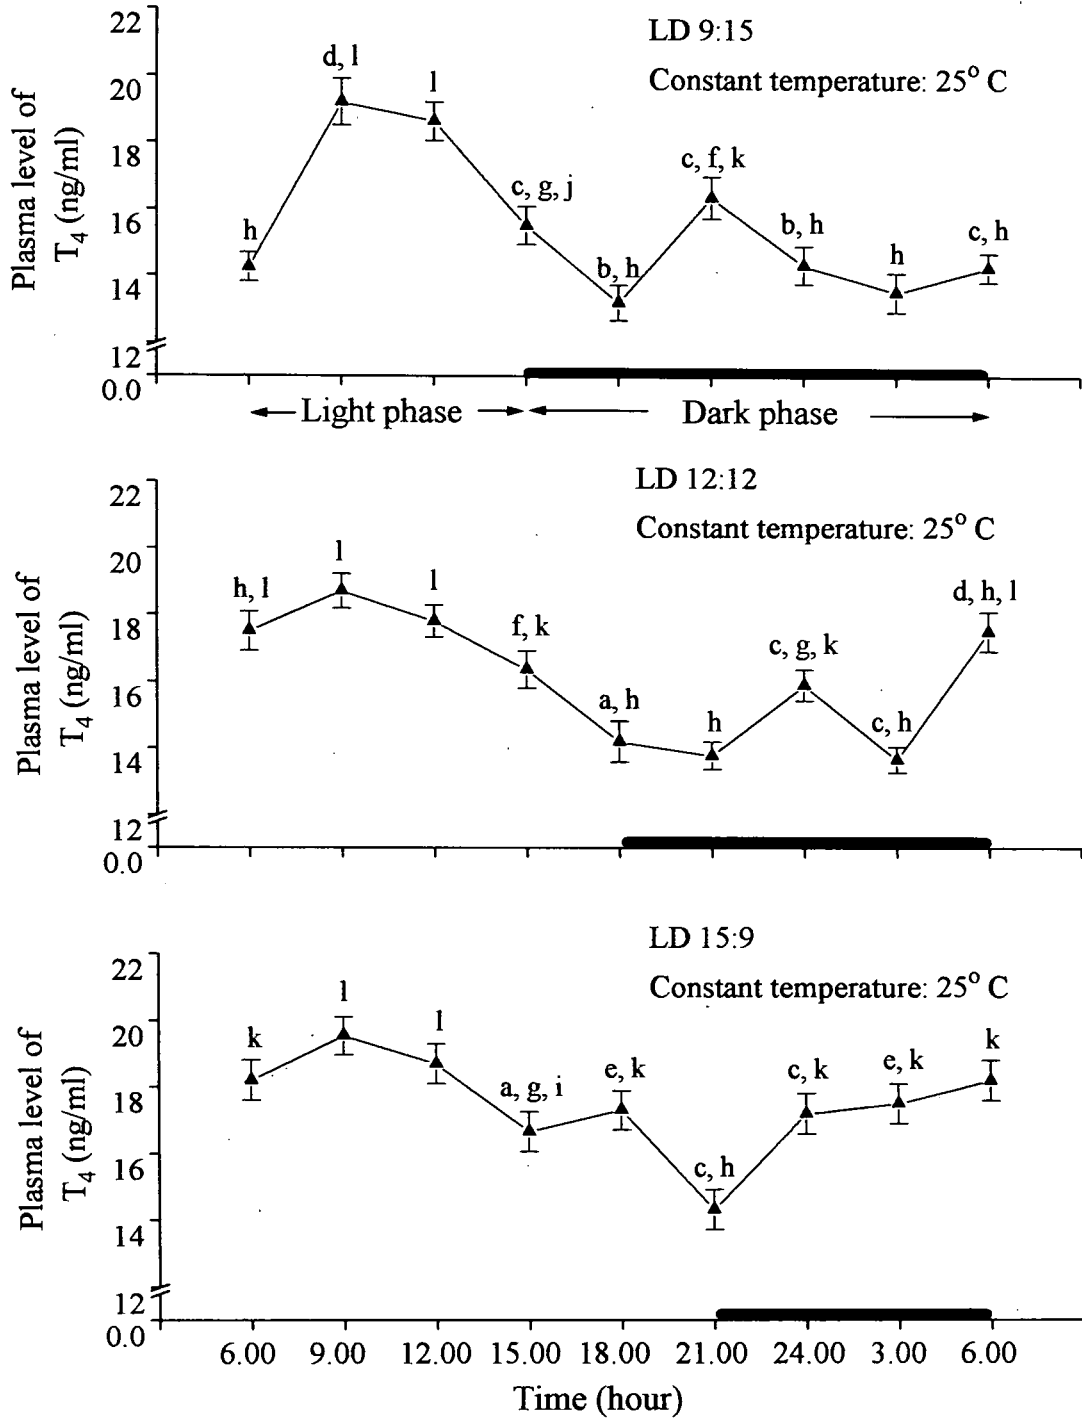 LD 9:15
Constant temperature: 25° C
Plasma level of
T4 (ng/ml)
22
20
18
16
14
12
0.0
h
d, l
l
c, g, j
b, h
c, f, k
b, h
h
c, h
Light phase
Dark phase
LD 12:12
Constant temperature: 25° C
Plasma level of
T4 (ng/ml)
22
20
18
16
14
12
0.0
h, l
l
l
f, k
a, h
h
c, g, k
c, h
d, h, l
LD 15:9
Constant temperature: 25° C
Plasma level of
T4 (ng/ml)
22
20
18
16
14
12
0.0
k
l
l
a, g, i
e, k
c, h
c, k
e, k
k
6.00 9.00 12.00 15.00 18.00 21.00 24.00 3.00 6.00
Time (hour)